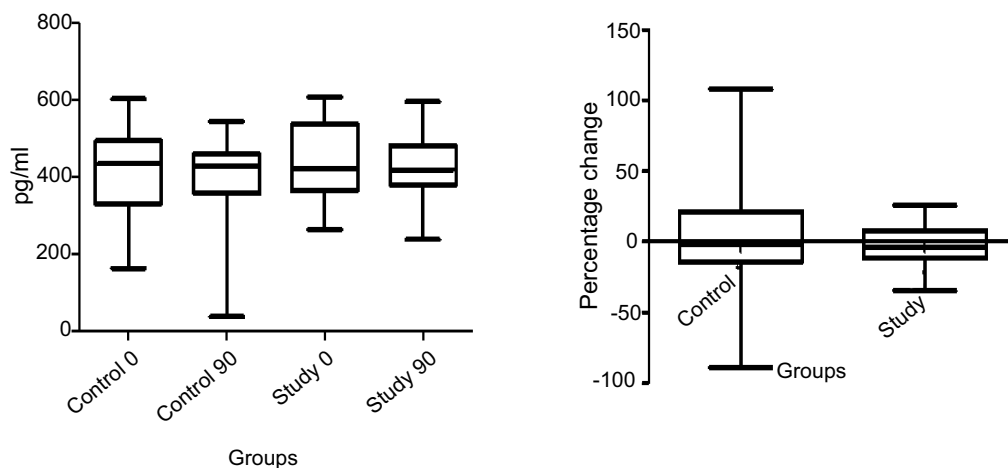 800
600
400
200
0
pg/ml
Control 0
Control 90
Study 0
Study 90
Groups
150
100
50
0
-50
-100
Percentage change
Control
Study
Groups